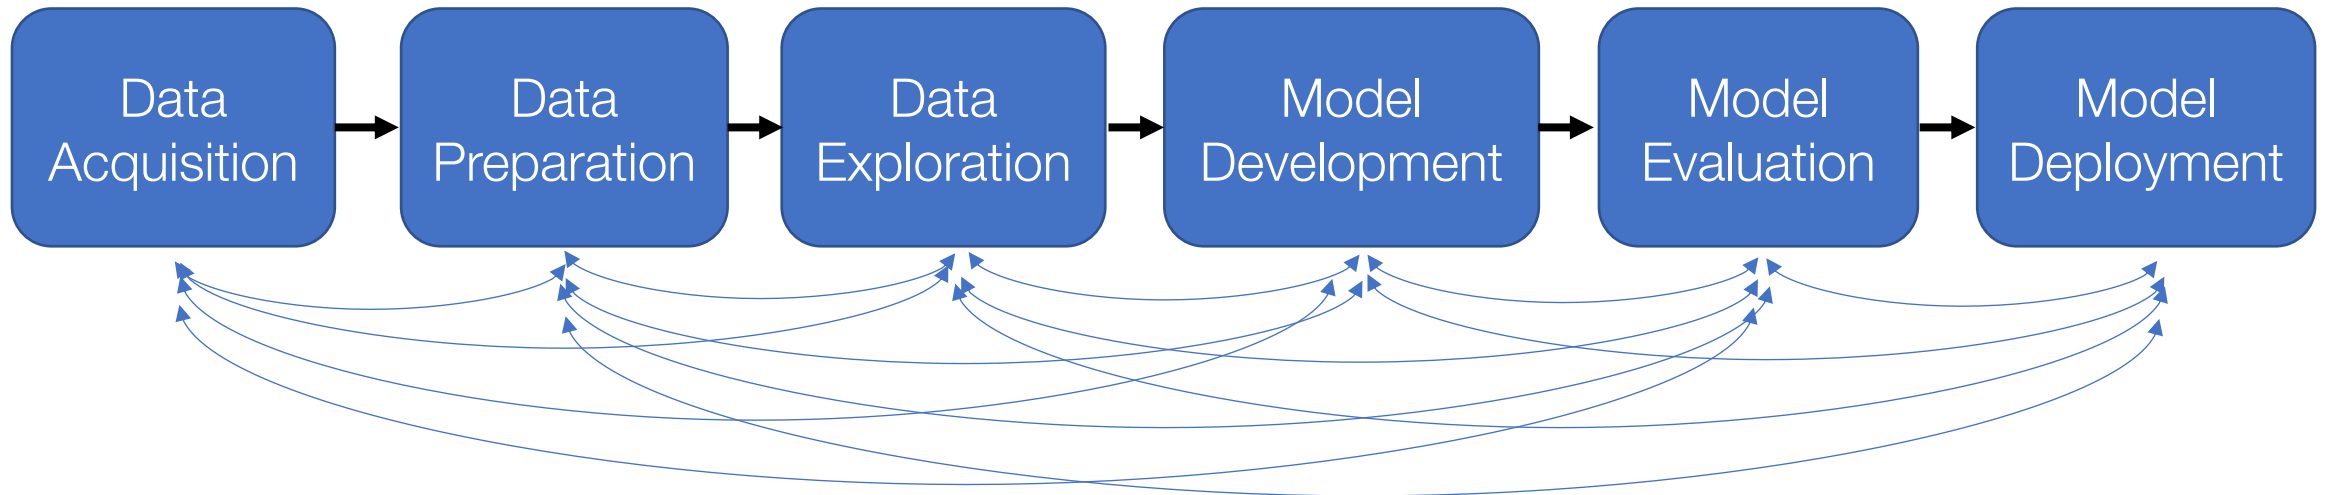 Data
Acquisition
Data
Preparation
Data
Exploration
Model
Development
Model
Evaluation
Model
Deployment